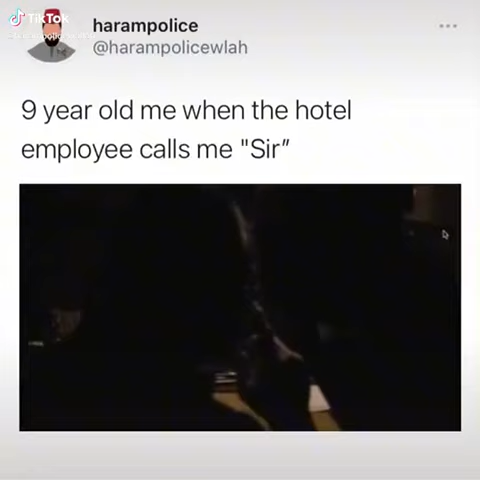 TikTok
harampolice
@harampolicewlah
9 year old me when the hotel
employee calls me "Sir”